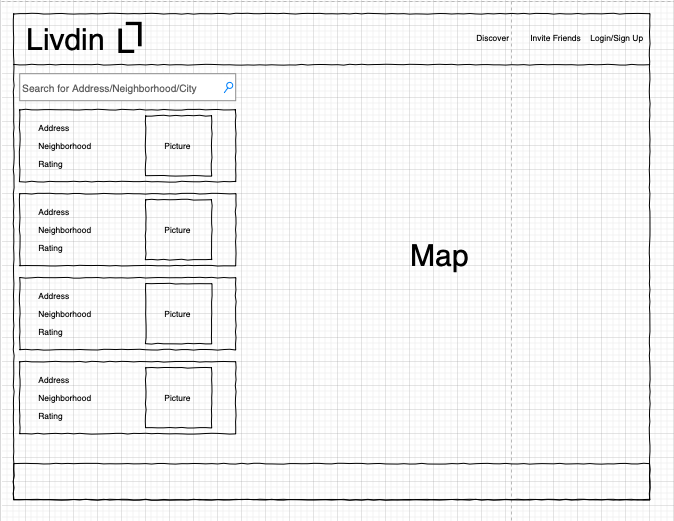 Livdin
Discover Invite Friends Login/Sign Up
Search for Address/Neighborhood/City
Address
Neighborhood
Rating
Picture
Address
Neighborhood
Rating
Picture
Address
Neighborhood
Rating
Picture
Address
Neighborhood
Rating
Picture
Map